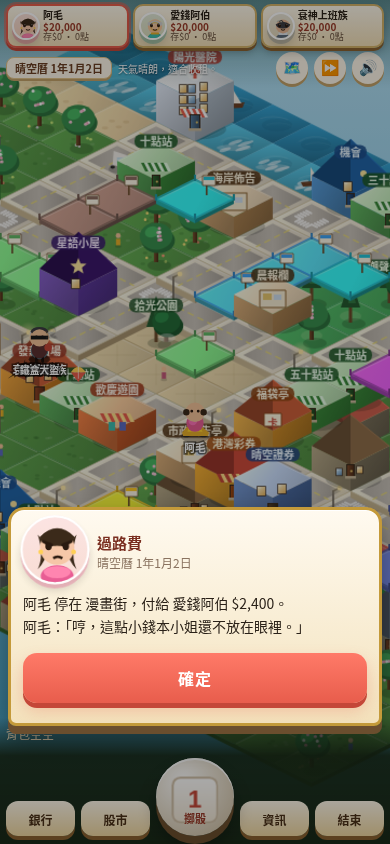 阿毛
$20,000
存$0・0點
愛錢阿伯
$20,000
存$0・0點
衰神上班族
$20,000
存$0・0點
晴空曆 1年1月2日
天氣晴朗，適合收租
陽光醫院
十點站
機會
海岸佈告
三十
星語小屋
晨報欄
拾光公園
十點站
歡慶遊園
五十點站
福袋亭
阿毛
港灣彩券
晴空證券
過路費
晴空曆 1年1月2日
阿毛 停在 漫畫街，付給 愛錢阿伯 $2,400。
阿毛：「哼，這點小錢本小姐還不放在眼裡。」
確定
背包空空
銀行
股市
1
擲骰
資訊
結束